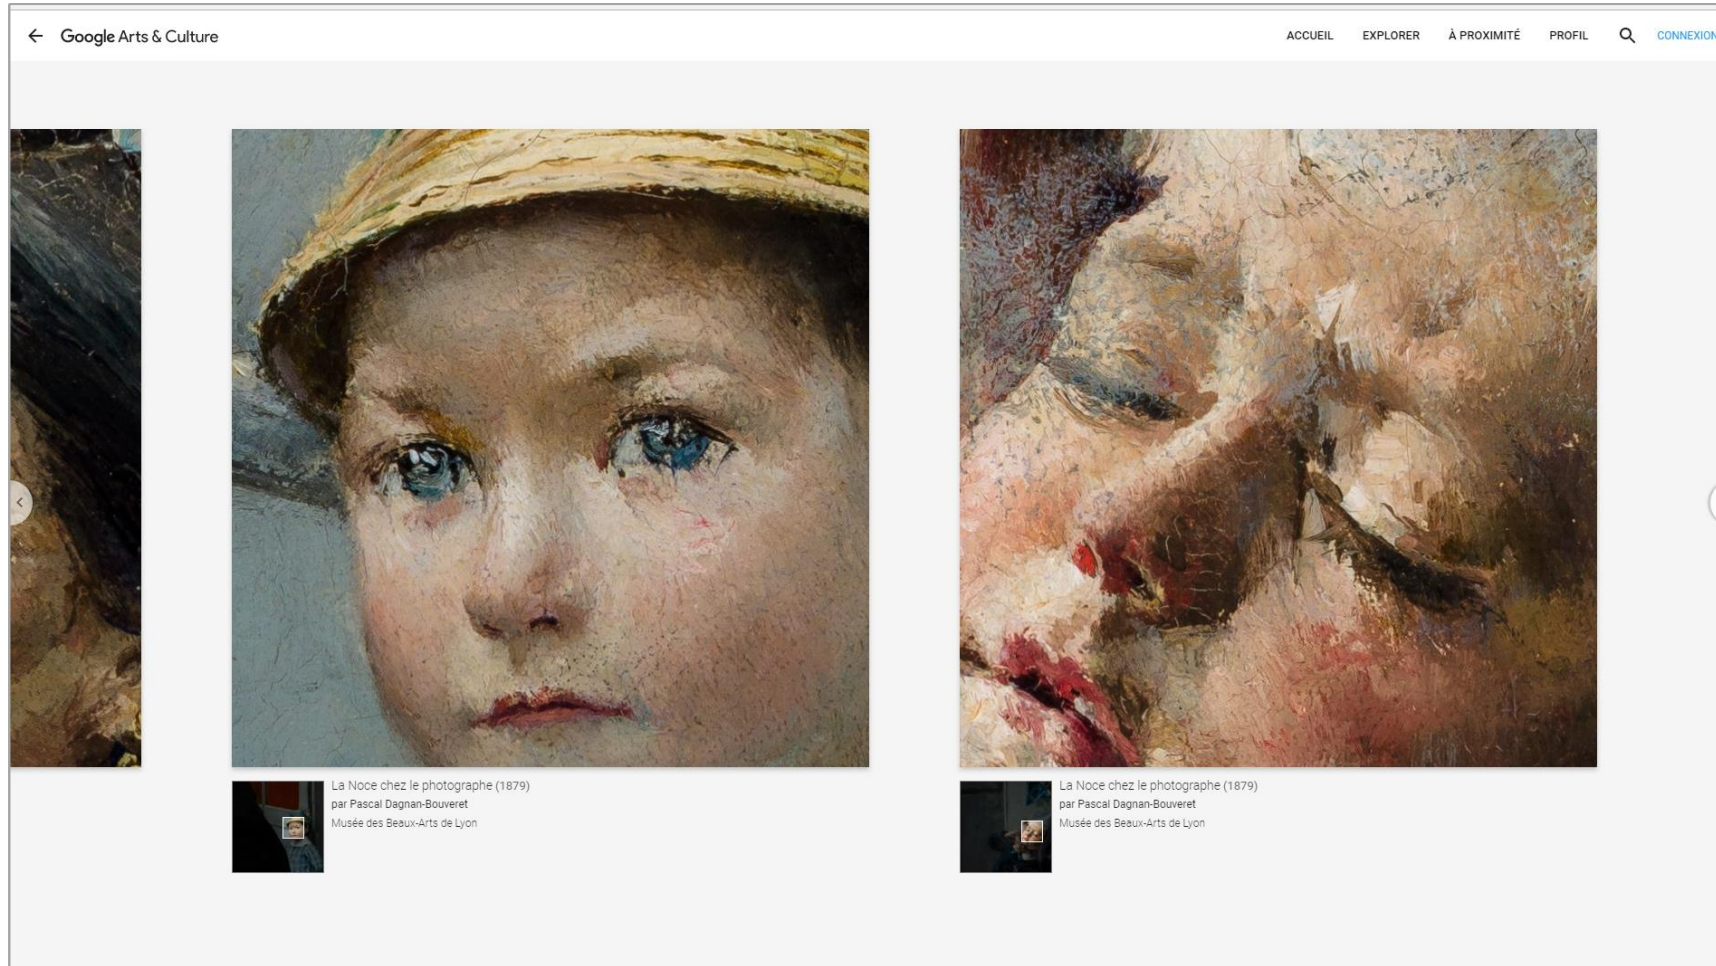 Google Arts & Culture
ACCUEIL EXPLORER À PROXIMITÉ PROFIL CONNEXION
La Noce chez le photographe (1879)
par Pascal Dagnan-Bouveret
Musée des Beaux-Arts de Lyon
La Noce chez le photographe (1879)
par Pascal Dagnan-Bouveret
Musée des Beaux-Arts de Lyon